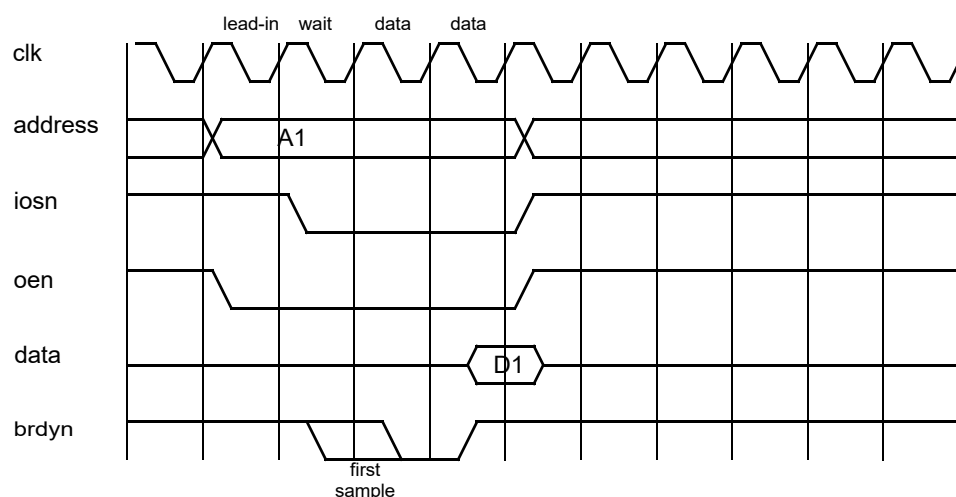 lead-in wait data data
clk
address
A1
iosn
oen
data
D1
brdyn
first
sample